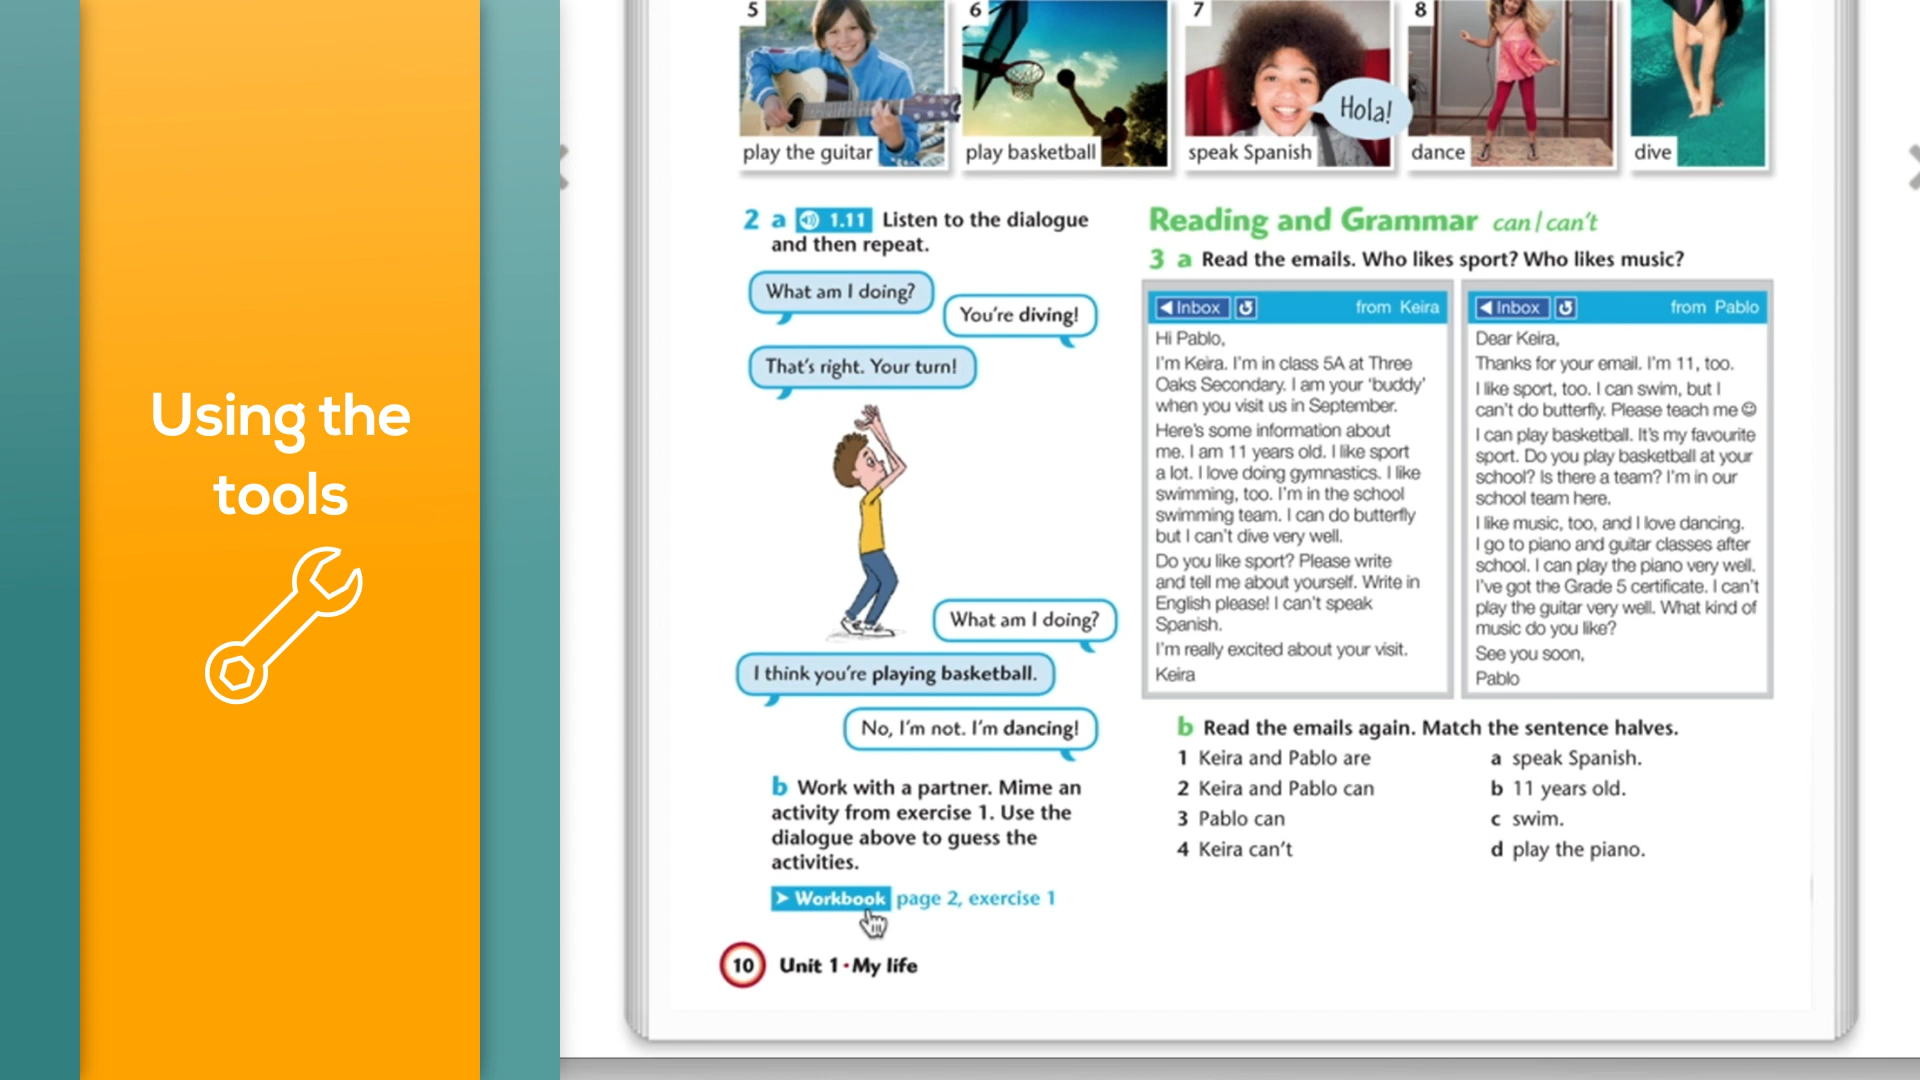 Using the
tools
5
6
7
8
Hola!
play the guitar
play basketball
speak Spanish
dance
dive
2 a 1.11 Listen to the dialogue
and then repeat.
What am I doing?
You're diving!
That's right. Your turn!
What am I doing?
I think you're playing basketball.
No, I'm not. I'm dancing!
b Work with a partner. Mime an
activity from exercise 1. Use the
dialogue above to guess the
activities.
Workbook page 2, exercise 1
10 Unit 1 · My life
Reading and Grammar can / can't
3 a Read the emails. Who likes sport? Who likes music?
Inbox from Keira
Hi Pablo,
I'm Keira. I'm in class 5A at Three
Oaks Secondary. I am your 'buddy'
when you visit us in September.
Here's some information about
me. I am 11 years old. I like sport
a lot. I love doing gymnastics. I like
swimming, too. I'm in the school
swimming team. I can do butterfly
but I can't dive very well.
Do you like sport? Please write
and tell me about yourself. Write in
English please! I can't speak
Spanish.
I'm really excited about your visit.
Keira
Inbox from Pablo
Dear Keira,
Thanks for your email. I'm 11, too.
I like sport, too. I can swim, but I
can't do butterfly. Please teach me ☺
I can play basketball. It's my favourite
sport. Do you play basketball at your
school? Is there a team? I'm in our
school team here.
I like music, too, and I love dancing.
I go to piano and guitar classes after
school. I can play the piano very well.
I've got the Grade 5 certificate. I can't
play the guitar very well. What kind of
music do you like?
See you soon,
Pablo
b Read the emails again. Match the sentence halves.
1 Keira and Pablo are
2 Keira and Pablo can
3 Pablo can
4 Keira can't
a speak Spanish.
b 11 years old.
c swim.
d play the piano.